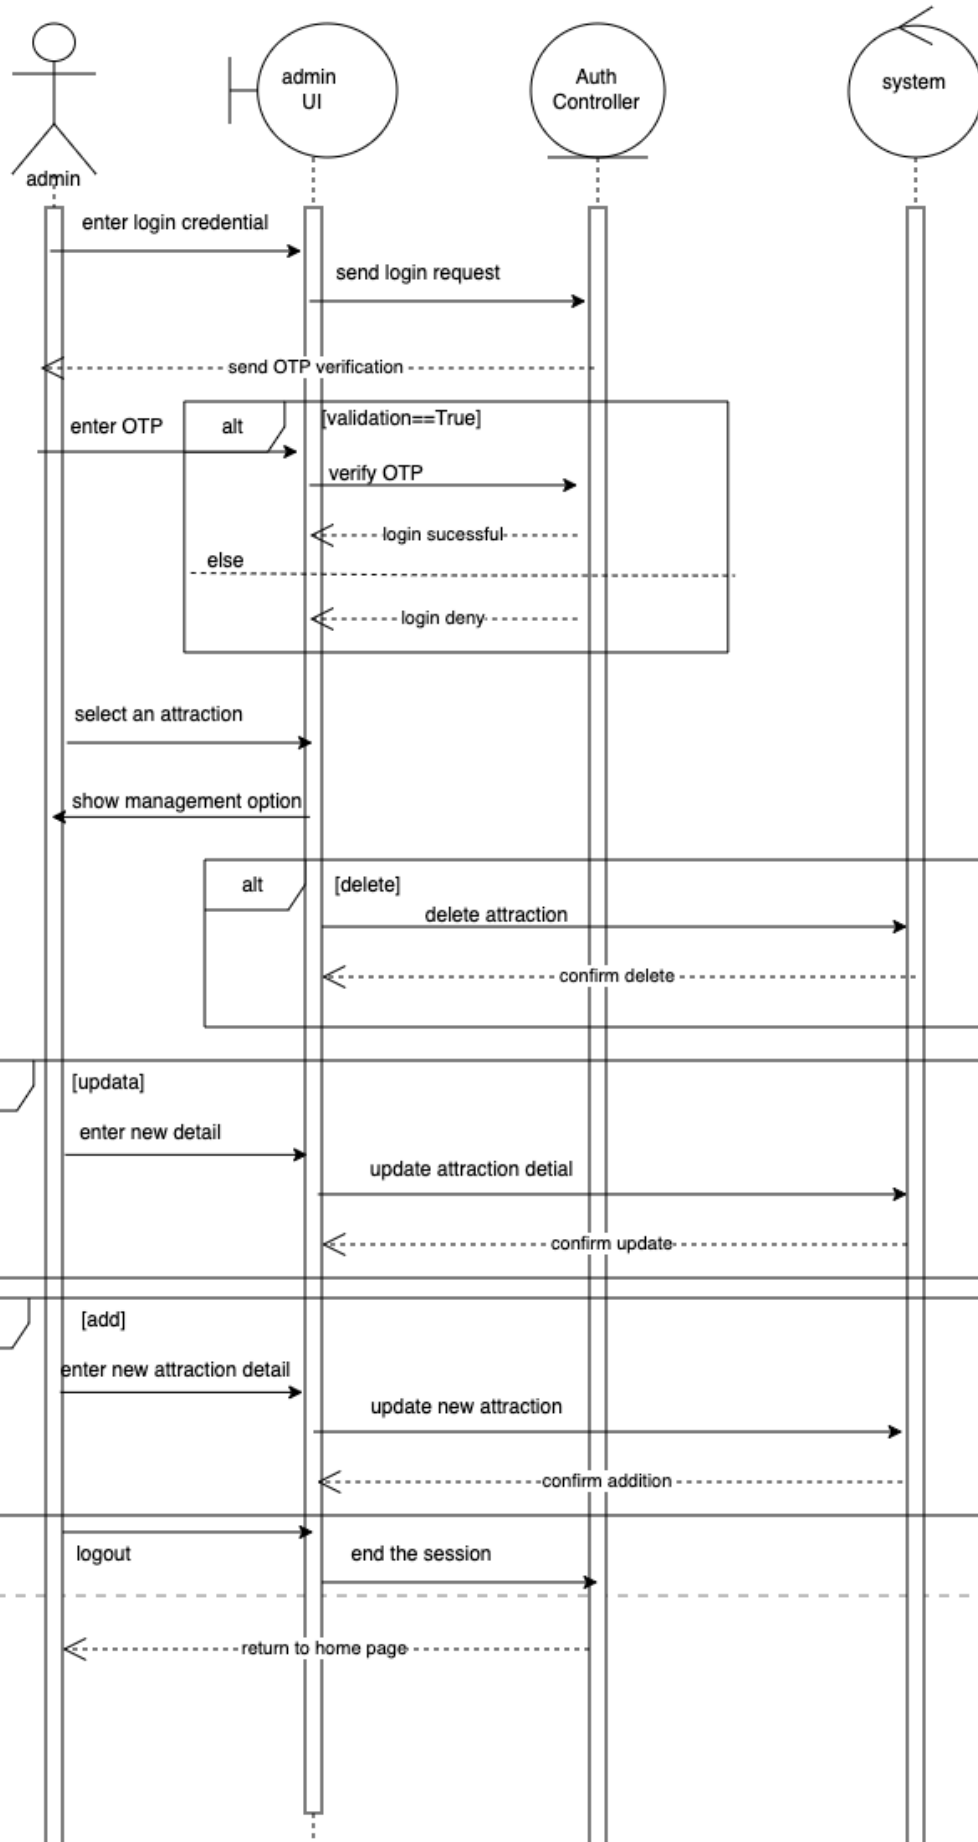 admin
UI
Auth
Controller
system
admin
enter login credential
send login request
send OTP verification
enter OTP
alt
[validation==True]
verify OTP
login sucessful
else
login deny
select an attraction
show management option
alt
[delete]
delete attraction
confirm delete
[updata]
enter new detail
update attraction detial
confirm update
[add]
enter new attraction detail
update new attraction
confirm addition
logout
end the session
return to home page